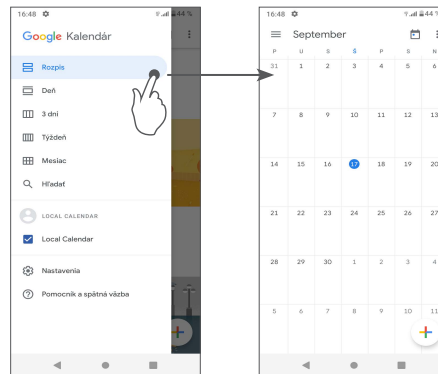 16:48 44 %
Google Kalendár
Rozpis
Deň
3 dni
Týždeň
Mesiac
Hľadať
LOCAL CALENDAR
Local Calendar
Nastavenia
Pomocník a spätná väzba
16:48 44 %
September
P U S Š P S N
31 1 2 3 4 5 6
7 8 9 10 11 12 13
14 15 16 17 18 19 20
21 22 23 24 25 26 27
28 29 30 1 2 3 4
5 6 7 8 9 10 11